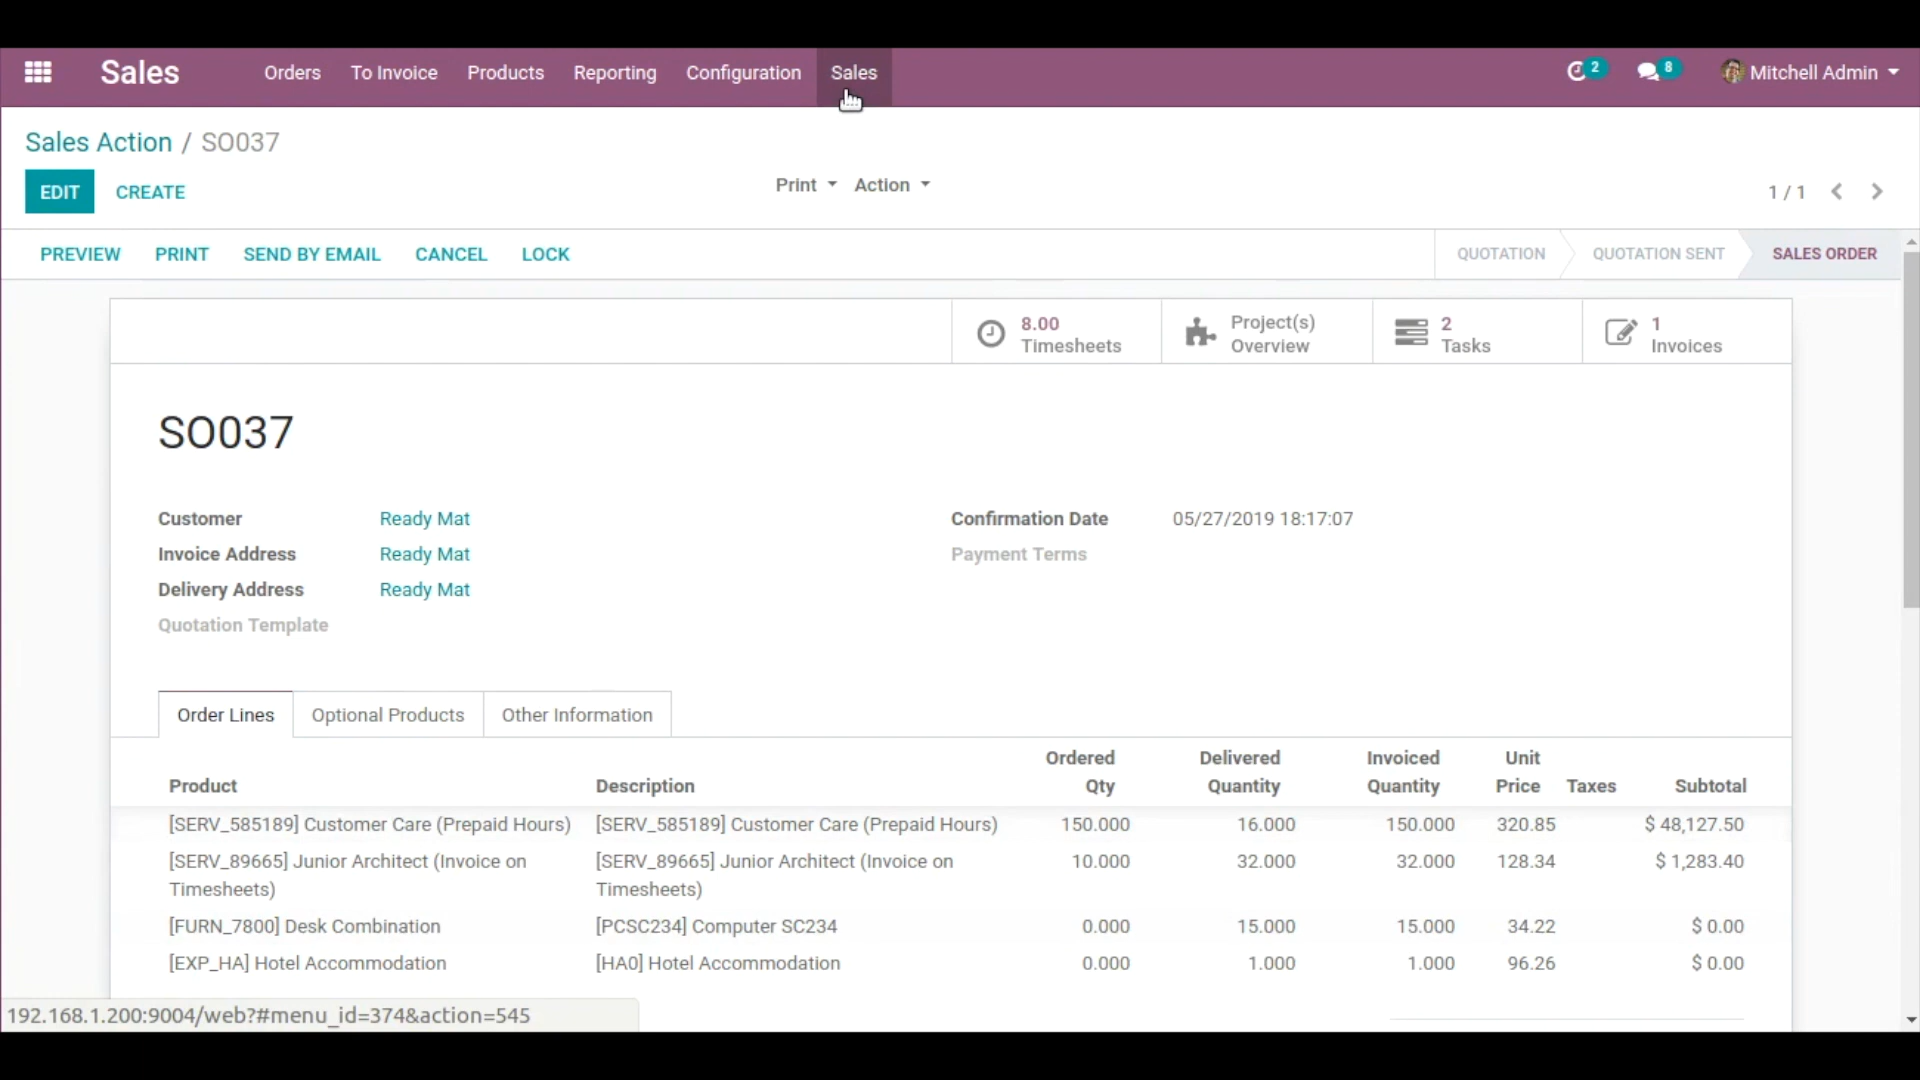 Sales Orders To Invoice Products Reporting Configuration Sales 2 8 Mitchell Admin
Sales Action / SO037
EDIT CREATE Print Action 1 / 1
PREVIEW PRINT SEND BY EMAIL CANCEL LOCK QUOTATION QUOTATION SENT SALES ORDER
8.00 Project(s) 2 1
Timesheets Overview Tasks Invoices
SO037
Customer Ready Mat Confirmation Date 05/27/2019 18:17:07
Invoice Address Ready Mat Payment Terms
Delivery Address Ready Mat
Quotation Template
Order Lines Optional Products Other Information
Ordered Delivered Invoiced Unit
Product Description Qty Quantity Quantity Price Taxes Subtotal
[SERV_585189] Customer Care (Prepaid Hours) [SERV_585189] Customer Care (Prepaid Hours) 150.000 16.000 150.000 320.85 $ 48,127.50
[SERV_89665] Junior Architect (Invoice on [SERV_89665] Junior Architect (Invoice on 10.000 32.000 32.000 128.34 $ 1,283.40
Timesheets) Timesheets)
[FURN_7800] Desk Combination [PCSC234] Computer SC234 0.000 15.000 15.000 34.22 $ 0.00
[EXP_HA] Hotel Accommodation [HA0] Hotel Accommodation 0.000 1.000 1.000 96.26 $ 0.00
192.168.1.200:9004/web?#menu_id=374&action=545